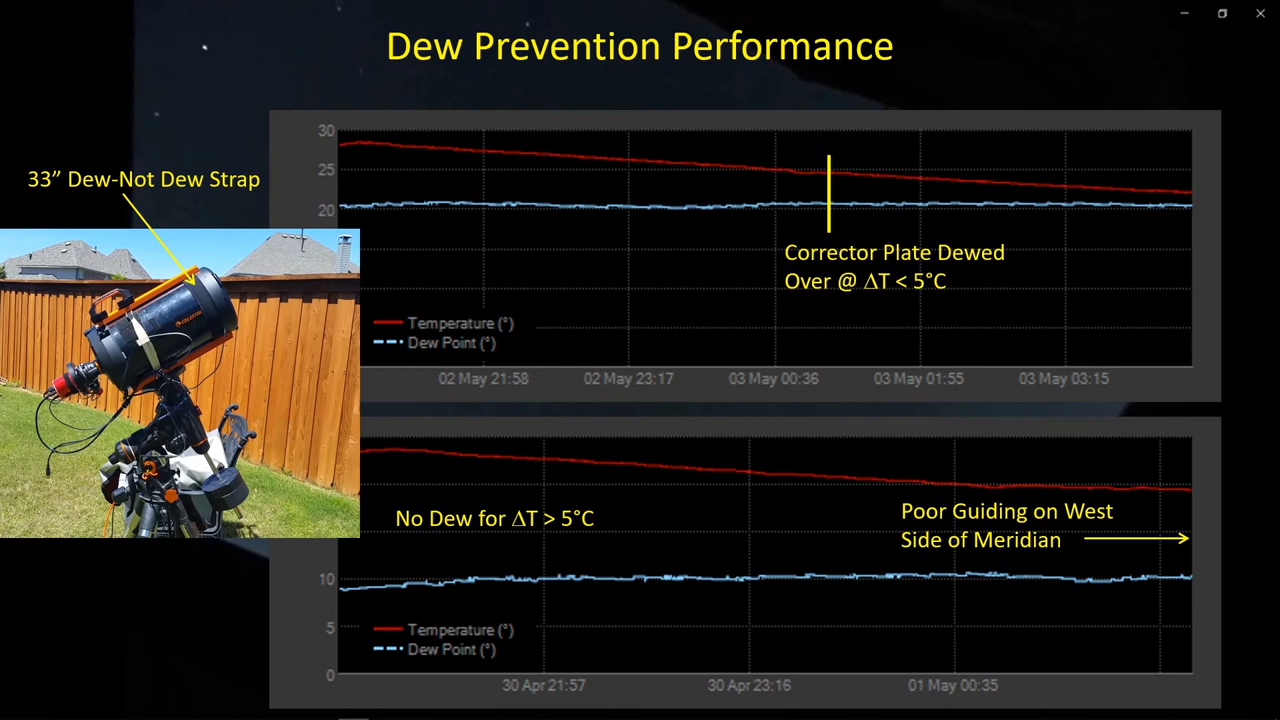 Dew Prevention Performance
33” Dew-Not Dew Strap
30
25
20
Corrector Plate Dewed
Over @ ΔT < 5°C
Temperature (°)
Dew Point (°)
02 May 21:58
02 May 23:17
03 May 00:36
03 May 01:55
03 May 03:15
CELESTRON
No Dew for ΔT > 5°C
Poor Guiding on West
Side of Meridian
10
5
0
Temperature (°)
Dew Point (°)
30 Apr 21:57
30 Apr 23:16
01 May 00:35